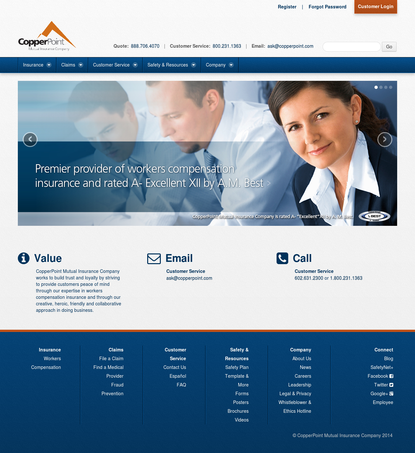 Register | Forgot Password
Customer Login
CopperPoint
Mutual Insurance Company
Quote: 888.708.4070 | Customer Service: 800.231.1363 | Email: ask@copperpoint.com
Go
Insurance Claims Customer Service Safety & Resources Company
Premier provider of workers compensation
insurance and rated A- Excellent XII by A.M. Best
CopperPoint Mutual Insurance Company is rated A- "Excellent" XII by A.M. Best
BEST
Value
CopperPoint Mutual Insurance Company
works to build trust and loyalty by striving
to provide customers peace of mind
through our expertise in workers
compensation insurance and through our
creative, heroic, friendly and collaborative
approach in doing business.
Email
Customer Service
ask@copperpoint.com
Call
Customer Service
602.631.2300 or 1.800.231.1363
Insurance
Workers
Compensation
Claims
File a Claim
Find a Medical
Provider
Fraud
Prevention
Customer
Service
Contact Us
Español
FAQ
Safety &
Resources
Safety Plan
Template &
More
Forms
Posters
Brochures
Videos
Company
About Us
News
Careers
Leadership
Legal & Privacy
Whistleblower &
Ethics Hotline
Connect
Blog
SafetyNet+
Facebook
Twitter
Google+
Employee
© CopperPoint Mutual Insurance Company 2014